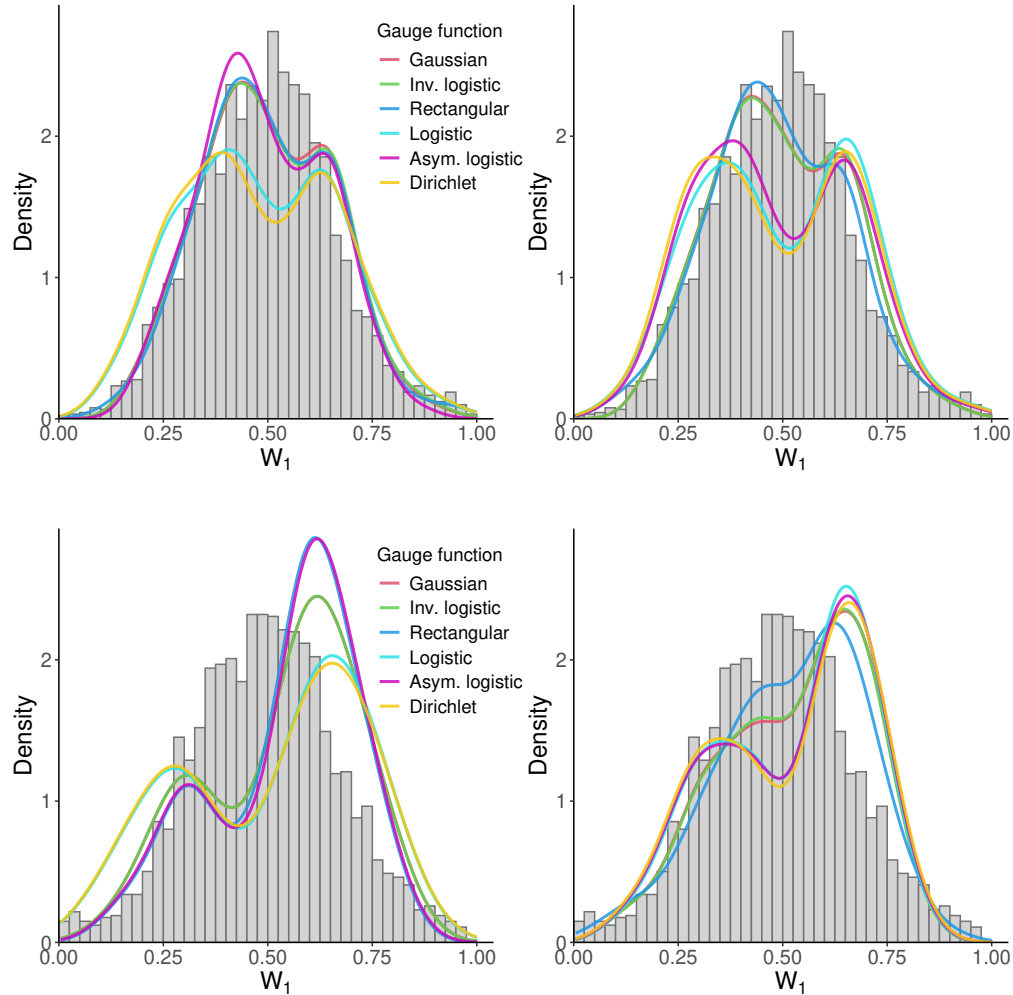 Gauge function
Gaussian
Inv. logistic
Rectangular
Logistic
Asym. logistic
Dirichlet
Density
2
1
0
0.00 0.25 0.50 0.75 1.00
W1
Density
2
1
0
0.00 0.25 0.50 0.75 1.00
W1
Gauge function
Gaussian
Inv. logistic
Rectangular
Logistic
Asym. logistic
Dirichlet
Density
2
1
0
0.00 0.25 0.50 0.75 1.00
W1
Density
2
1
0
0.00 0.25 0.50 0.75 1.00
W1